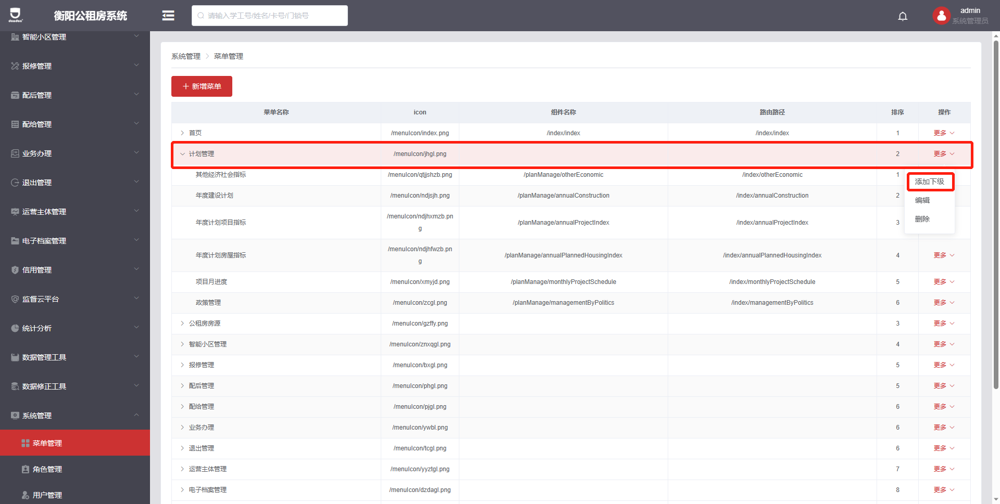 衡阳公租房系统
请输入学工号/姓名/卡号/门锁号
admin
系统管理员
智能小区管理
报修管理
配后管理
配给管理
业务办理
退出管理
运营主体管理
电子档案管理
信用管理
监督云平台
统计分析
数据管理工具
数据修正工具
系统管理
菜单管理
角色管理
用户管理
系统管理 > 菜单管理
+ 新增菜单
菜单名称 icon 组件名称 路由路径 排序 操作
首页 /menuIcon/index.png /index/index /index/index 1 更多
计划管理 /menuIcon/jhgl.png 2 更多
其他经济社会指标 /menuIcon/qtjjshzb.png /planManage/otherEconomic /index/otherEconomic 1
添加下级
年度建设计划 /menuIcon/ndjsjh.png /planManage/annualConstruction /index/annualConstruction 2
编辑
年度计划项目指标 /menuIcon/ndjhxmzb.pn
g /planManage/annualProjectIndex /index/annualProjectIndex 3
删除
年度计划房屋指标 /menuIcon/ndjhfwzb.pn
g /planManage/annualPlannedHousingIndex /index/annualPlannedHousingIndex 4 更多
项目月进度 /menuIcon/xmyjd.png /planManage/monthlyProjectSchedule /index/monthlyProjectSchedule 5 更多
政策管理 /menuIcon/zcgl.png /planManage/managementByPolitics /index/managementByPolitics 6 更多
公租房房源 /menuIcon/gzffy.png 3 更多
智能小区管理 /menuIcon/znxqgl.png 4 更多
报修管理 /menuIcon/bxgl.png 5 更多
配后管理 /menuIcon/phgl.png 5 更多
配给管理 /menuIcon/pjgl.png 6 更多
业务办理 /menuIcon/ywbl.png 6 更多
退出管理 /menuIcon/tcgl.png 6 更多
运营主体管理 /menuIcon/yyztgl.png 7 更多
电子档案管理 /menuIcon/dzdagl.png 8 更多